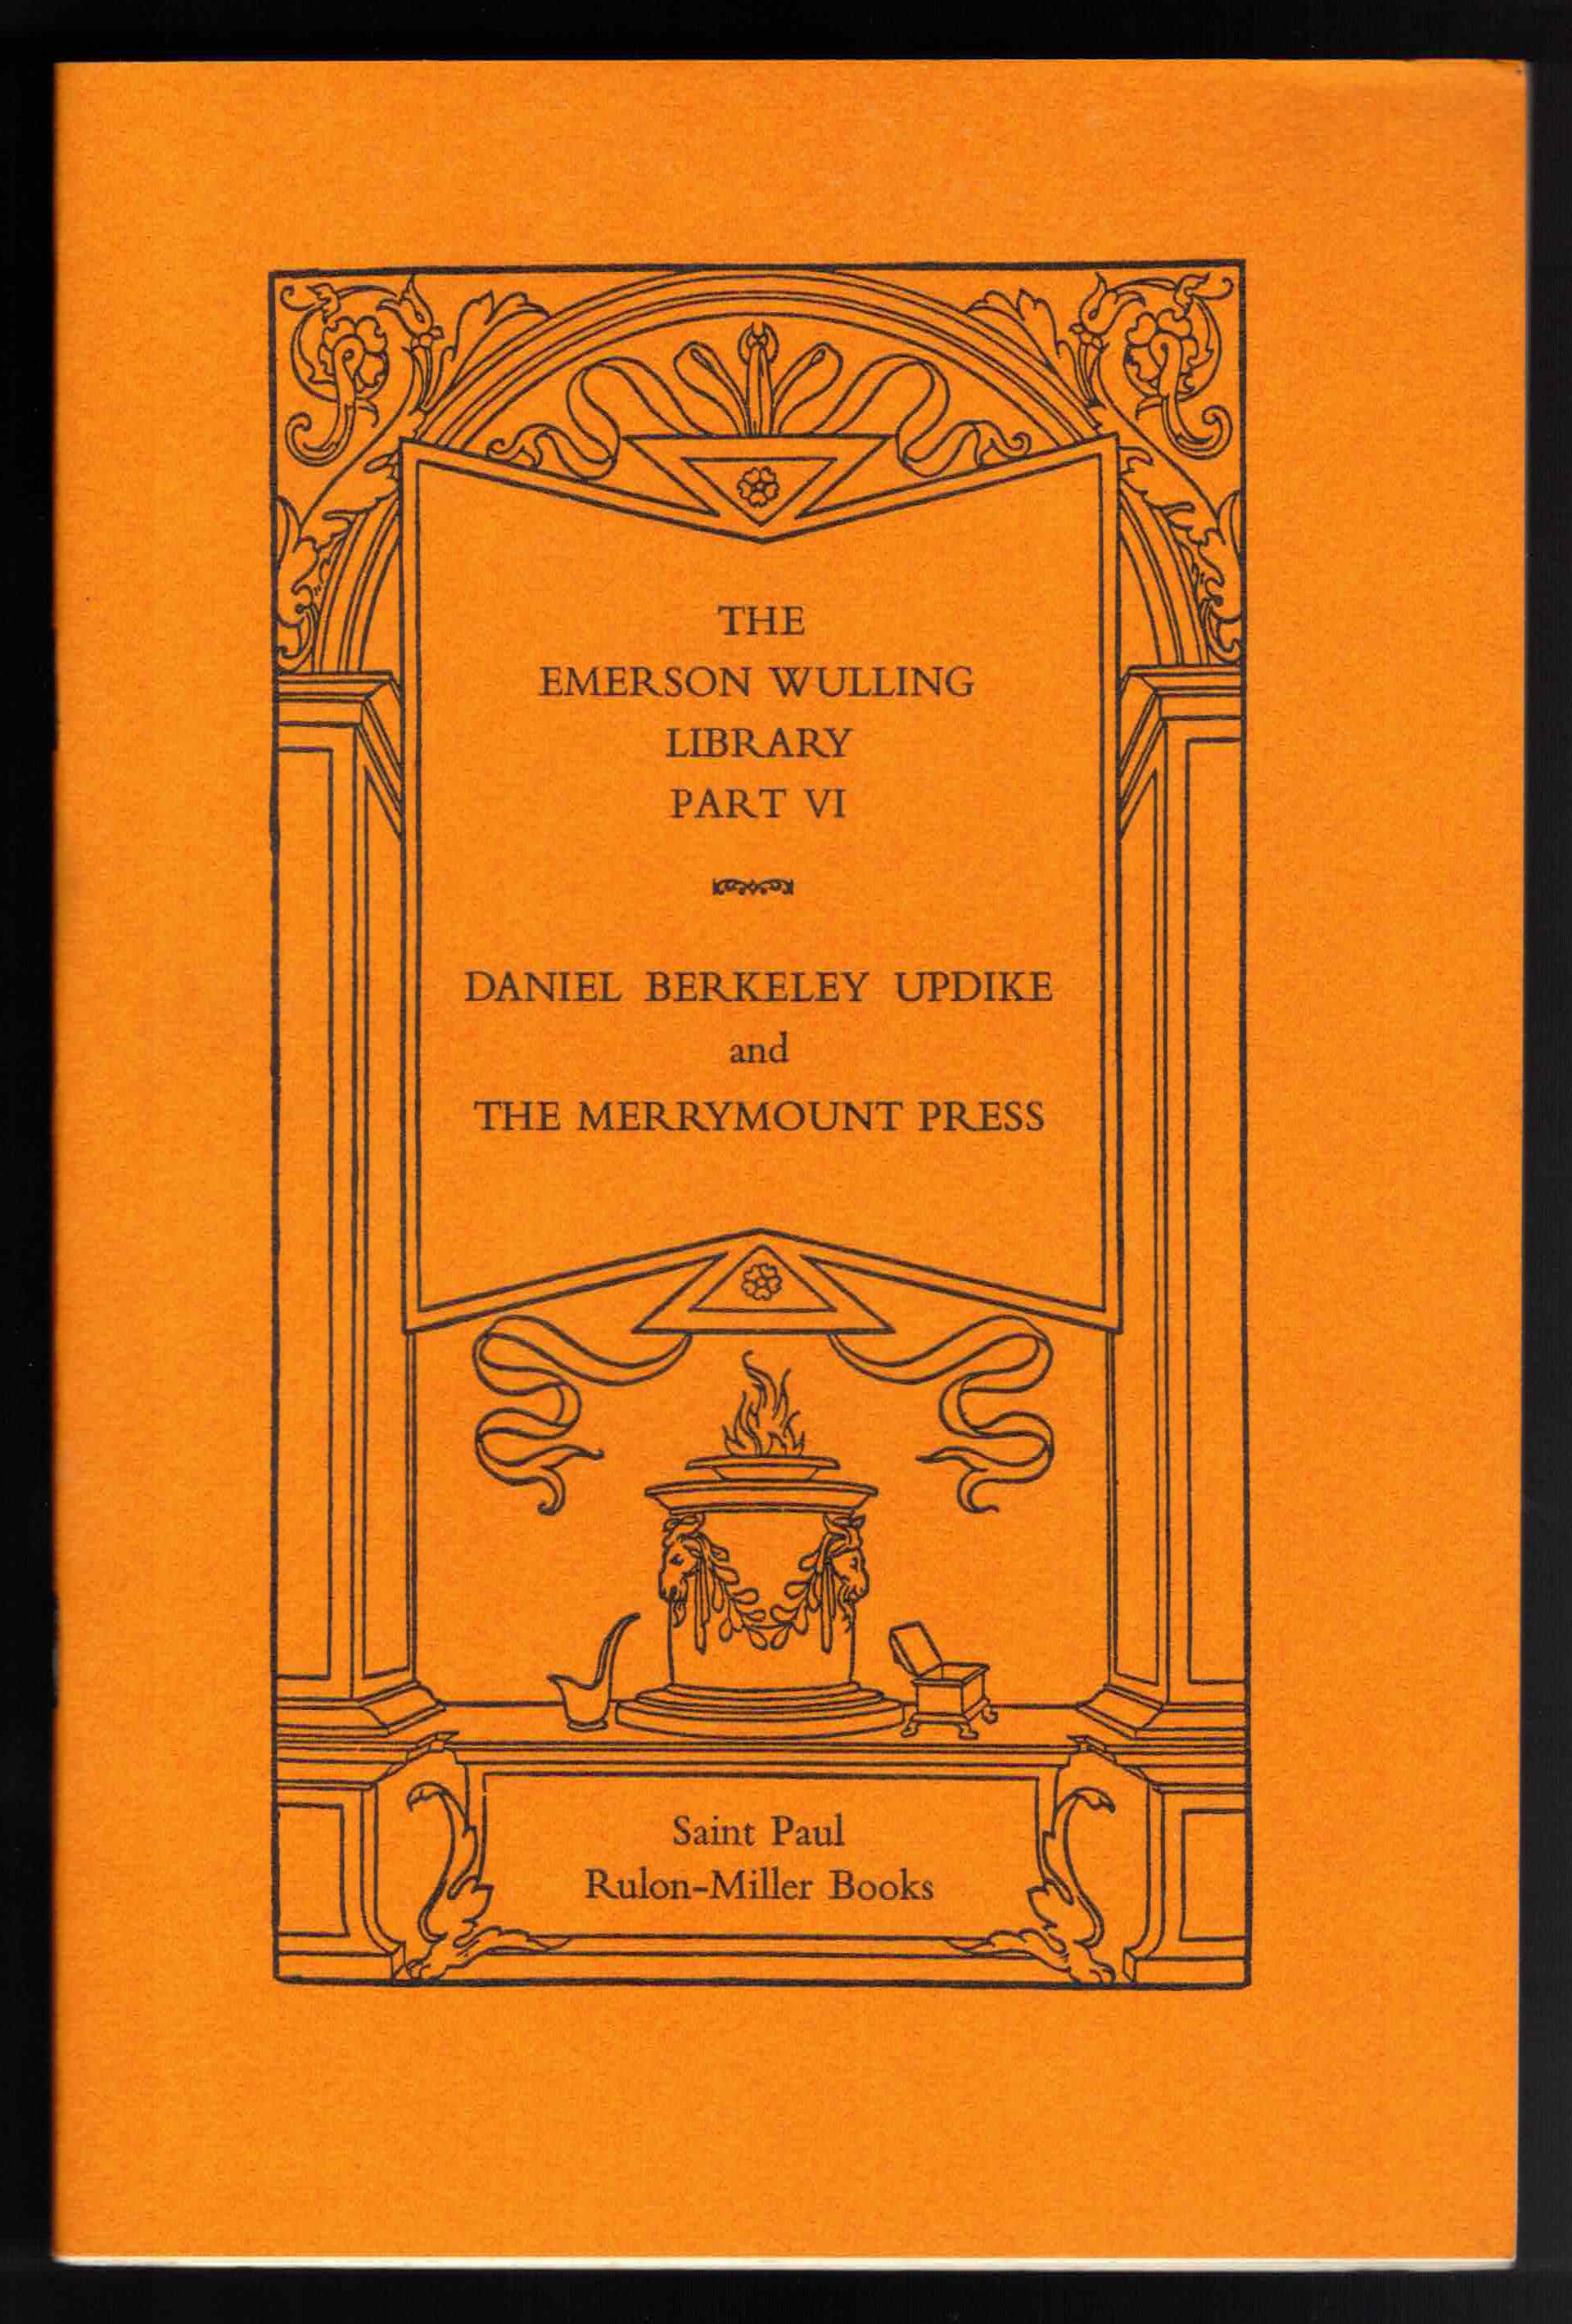 THE
EMERSON WULLING
LIBRARY
PART VI
DANIEL BERKELEY UPDIKE
and
THE MERRYMOUNT PRESS
Saint Paul
Rulon-Miller Books